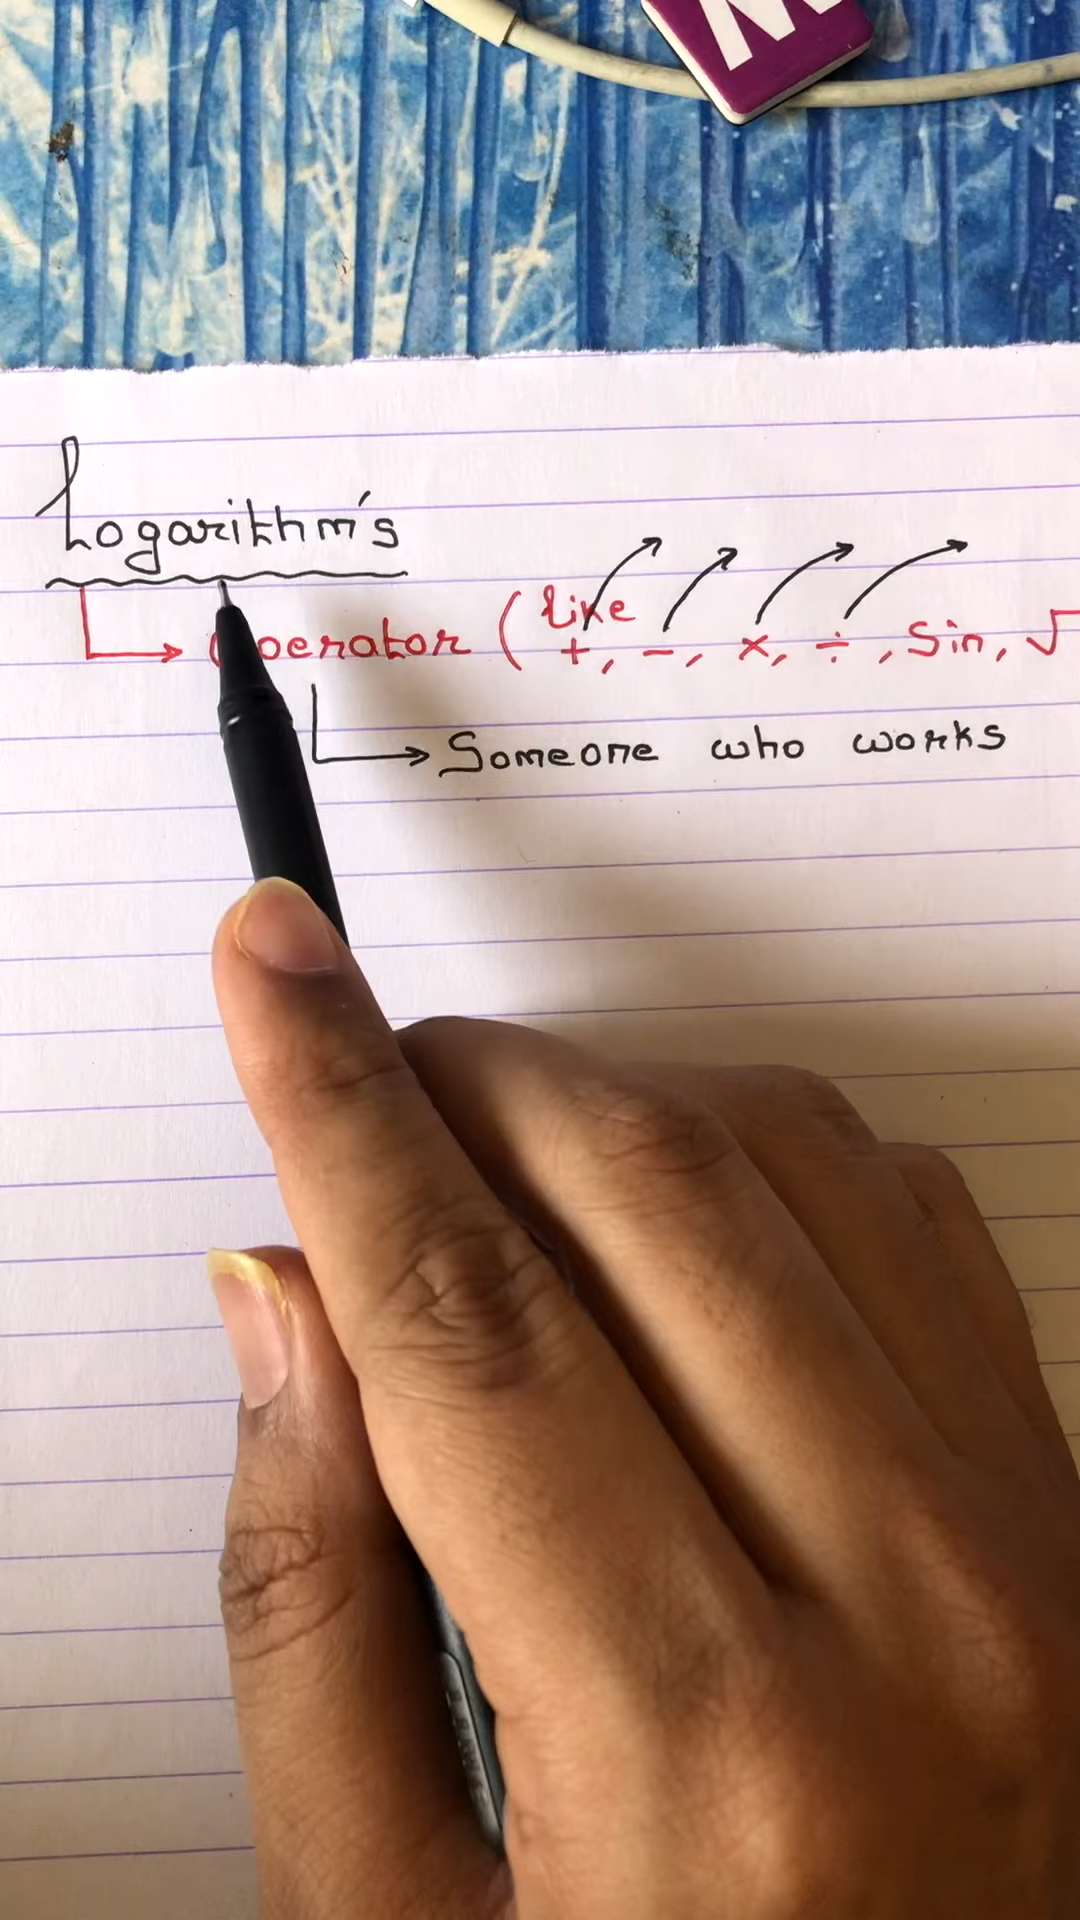 Logarithm's
Operator ( like
+, -, ×, ÷, Sin, √
Someone who works
M